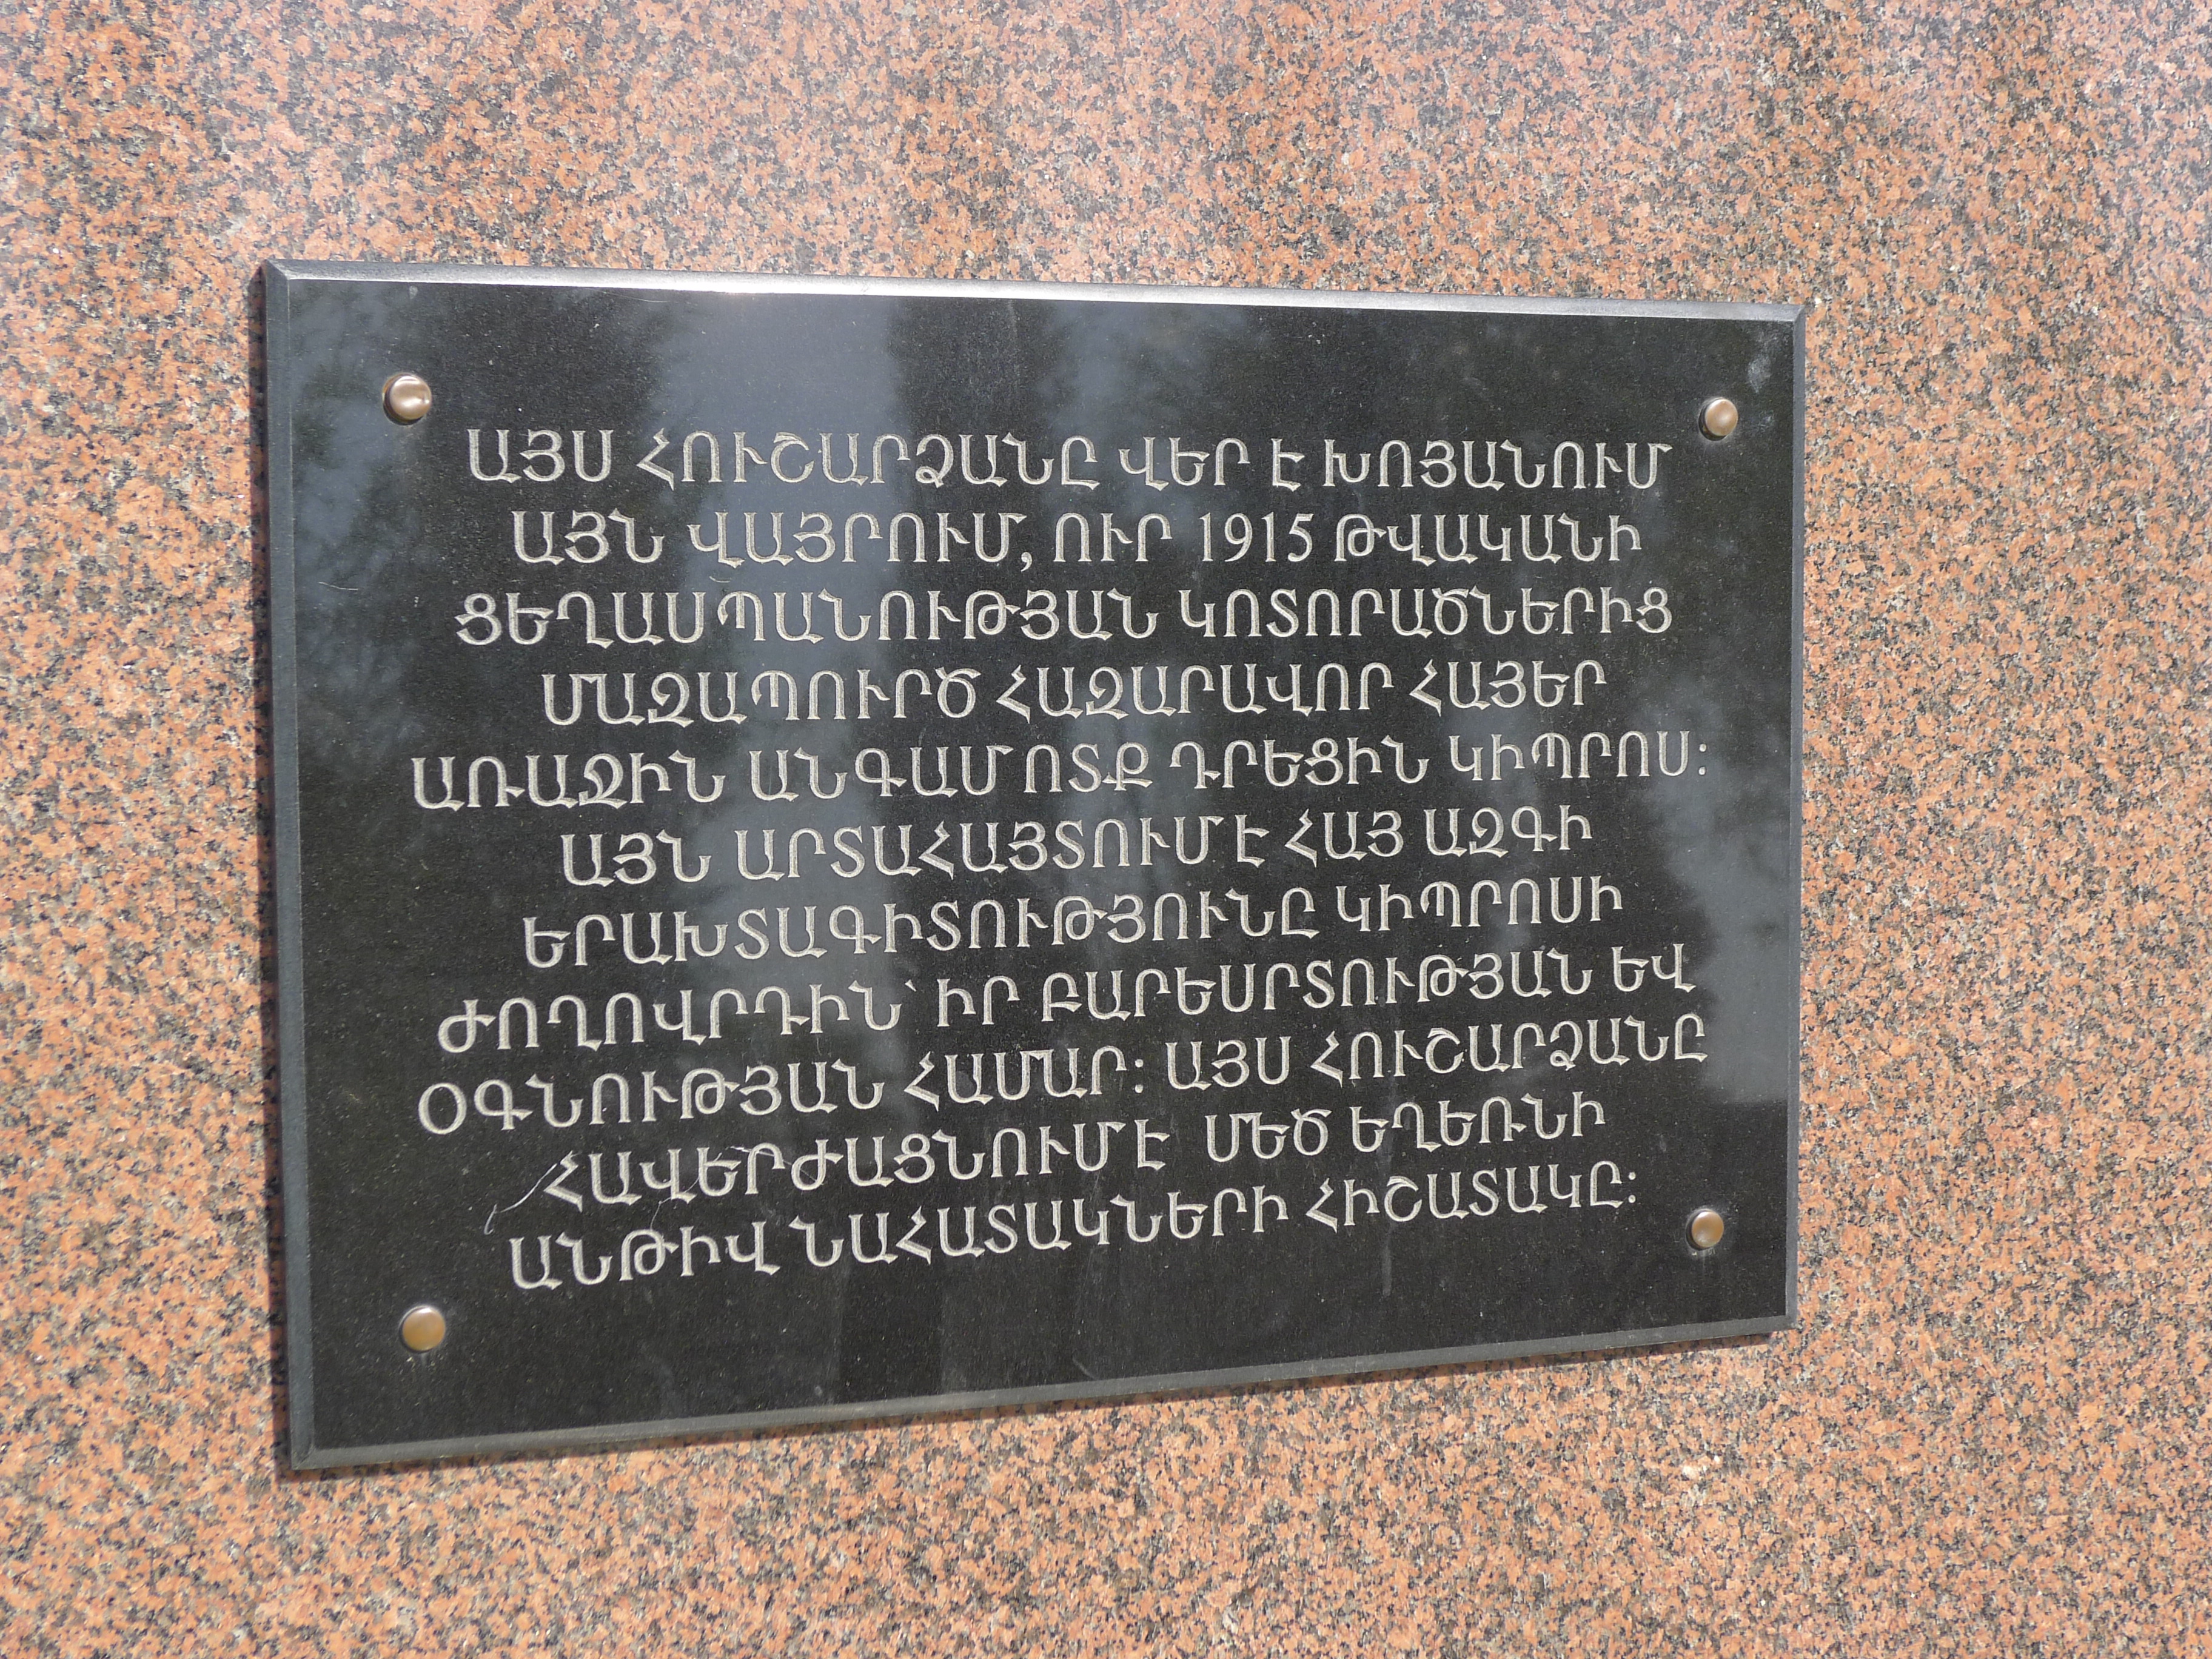 ԱՅՍ ՀՈՒՇԱՐՁԱՆԸ ՎԵՐ Է ԽՈՅԱՆՈՒՄ
ԱՅՆ ՎԱՅՐՈՒՄ, ՈՒՐ 1915 ԹՎԱԿԱՆԻ
ՑԵՂԱՍՊԱՆՈՒԹՅԱՆ ԿՈՏՈՐԱԾՆԵՐԻՑ
ՄԱԶԱՊՈՒՐԾ ՀԱԶԱՐԱՎՈՐ ՀԱՅԵՐ
ԱՌԱՋԻՆ ԱՆԳԱՄ ՈՏՔ ԴՐԵՑԻՆ ԿԻՊՐՈՍ:
ԱՅՆ ԱՐՏԱՀԱՅՏՈՒՄ Է ՀԱՅ ԱԶԳԻ
ԵՐԱԽՏԱԳԻՏՈՒԹՅՈՒՆԸ ԿԻՊՐՈՍԻ
ԺՈՂՈՎՐԴԻՆ՝ ԻՐ ԲԱՐԵՍՐՏՈՒԹՅԱՆ ԵՎ
ՕԳՆՈՒԹՅԱՆ ՀԱՄԱՐ: ԱՅՍ ՀՈՒՇԱՐՁԱՆԸ
ՀԱՎԵՐԺԱՑՆՈՒՄ Է ՄԵԾ ԵՂԵՌՆԻ
ԱՆԹԻՎ ՆԱՀԱՏԱԿՆԵՐԻ ՀԻՇԱՏԱԿԸ: